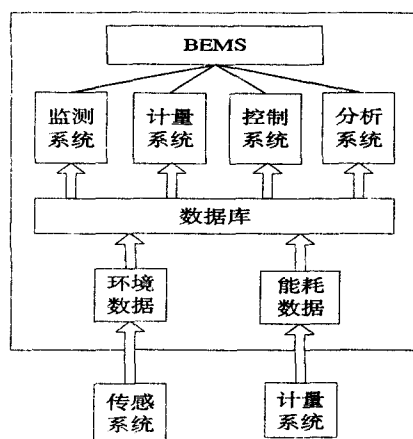 BEMS
监测
系统
计量
系统
控制
系统
分析
系统
数据库
环境
数据
能耗
数据
传感
系统
计量
系统